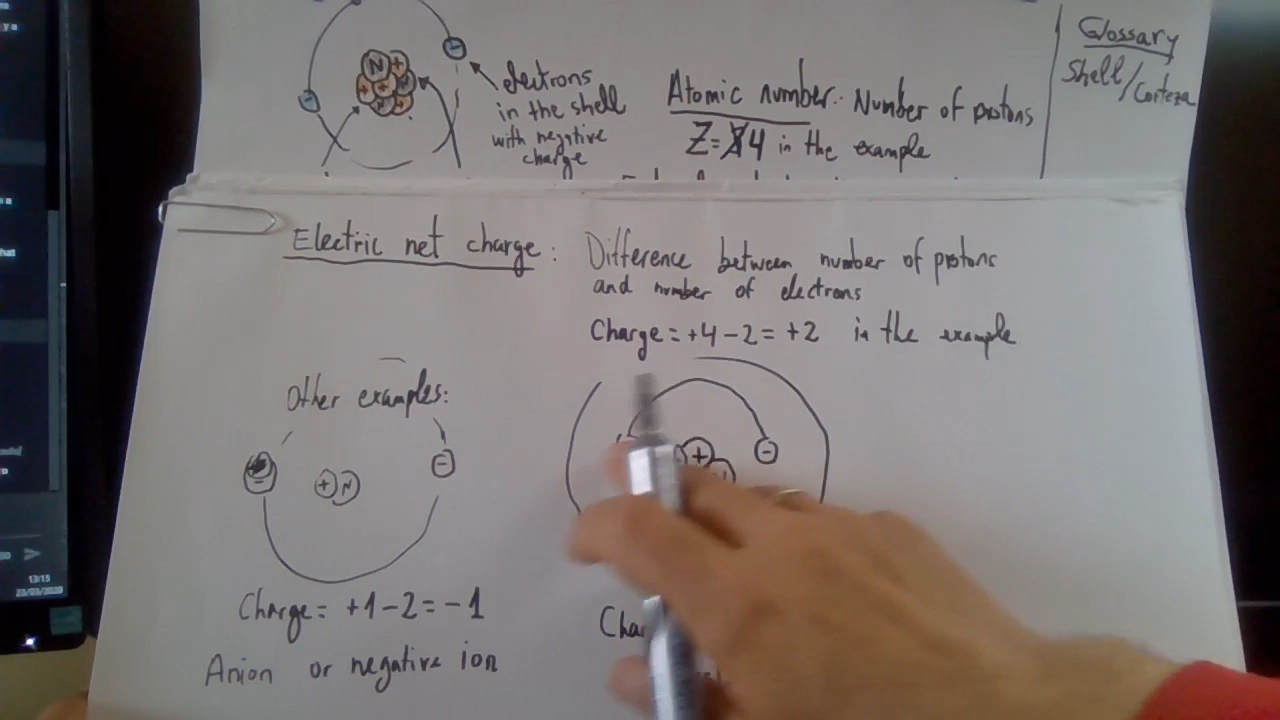 Glossary
Shell/Corteza
electrons
in the shell
with negative
charge
Atomic number: Number of protons
Z=4 in the example
N + + + +
Electric net charge: Difference between number of protons
and number of electrons
Charge = +4 - 2 = +2 in the example
Other examples:
- + N -
+ -
Charge = +1 - 2 = -1
Anion or negative ion
13:15